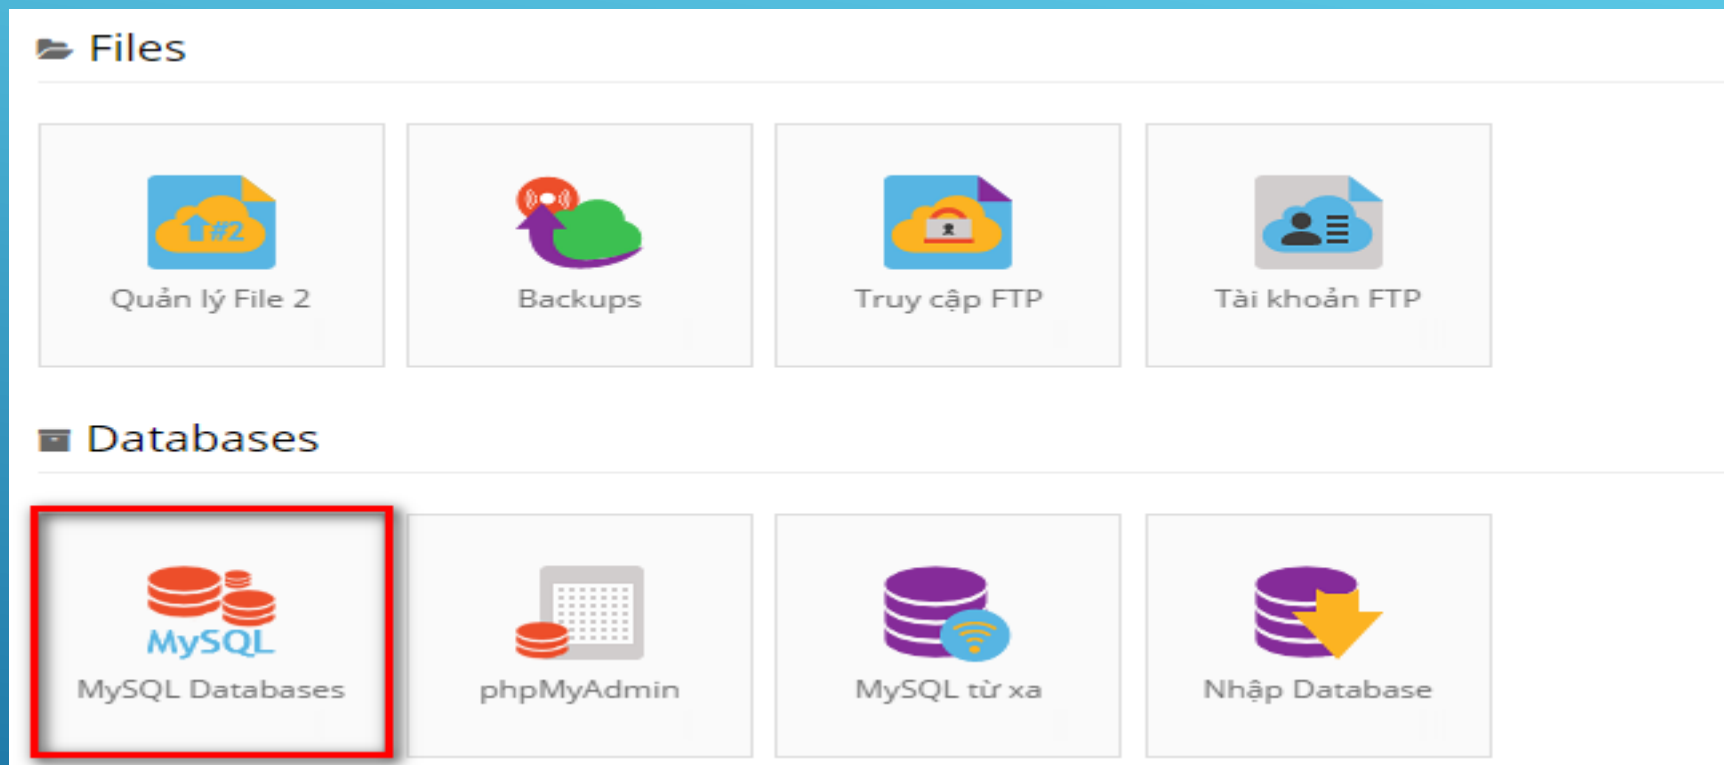 Files
#2
Quản lý File 2
Backups
Truy cập FTP
Tài khoản FTP
Databases
MySQL
MySQL Databases
phpMyAdmin
MySQL từ xa
Nhập Database